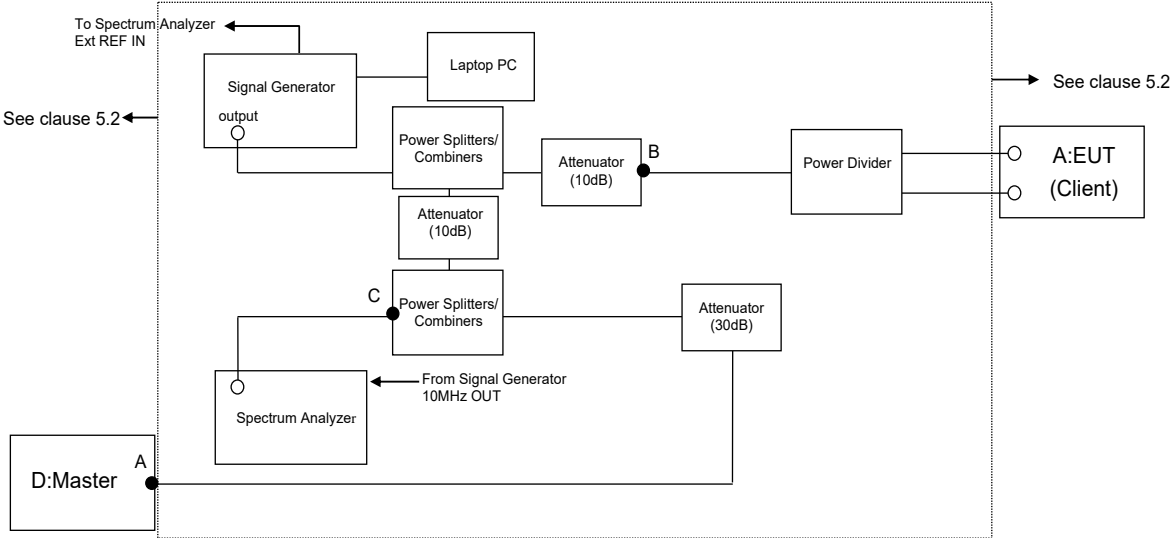 To Spectrum Analyzer
Ext REF IN
Signal Generator
output
Laptop PC
See clause 5.2
See clause 5.2
Power Splitters/
Combiners
Attenuator
(10dB)
B
Power Divider
A:EUT
(Client)
Attenuator
(10dB)
C
Power Splitters/
Combiners
Attenuator
(30dB)
From Signal Generator
10MHz OUT
Spectrum Analyzer
A
D:Master